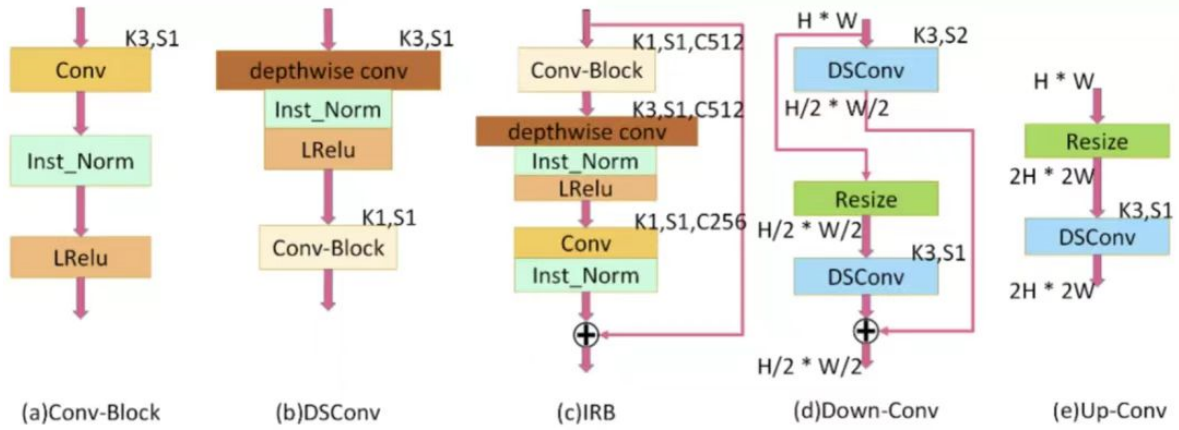 K3,S1
Conv
Inst_Norm
LRelu
(a)Conv-Block
K3,S1
depthwise conv
Inst_Norm
LRelu
K1,S1
Conv-Block
(b)DSConv
K1,S1,C512
Conv-Block
K3,S1,C512
depthwise conv
Inst_Norm
LRelu
K1,S1,C256
Conv
Inst_Norm
(c)IRB
H * W
K3,S2
DSConv
H/2 * W/2
Resize
H/2 * W/2
K3,S1
DSConv
H/2 * W/2
(d)Down-Conv
H * W
Resize
2H * 2W
K3,S1
DSConv
2H * 2W
(e)Up-Conv